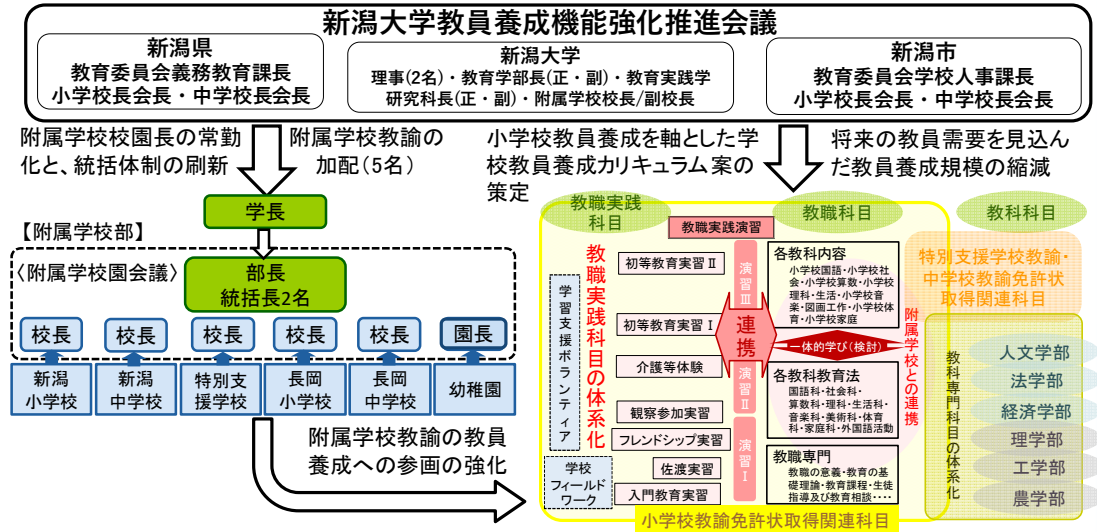 新潟大学教員養成機能強化推進会議
新潟県
教育委員会義務教育課長
小学校長会長・中学校長会長
新潟大学
理事(2名)・教育学部長(正・副)・教育実践学
研究科長(正・副)・附属学校校長/副校長
新潟市
教育委員会学校人事課長
小学校長会長・中学校長会長
附属学校校園長の常勤
化と、統括体制の刷新
附属学校教諭の
加配(5名)
小学校教員養成を軸とした学
校教員養成カリキュラム案の
策定
将来の教員需要を見込ん
だ教員養成規模の縮減
学長
【附属学校部】
〈附属学校園会議〉
部長
統括長2名
校長
校長
校長
校長
校長
園長
新潟
小学校
新潟
中学校
特別支
援学校
長岡
小学校
長岡
中学校
幼稚園
附属学校教諭の教員
養成への参画の強化
教職実践
科目
教職科目
教科科目
教職実践演習
学習支援ボランティア
学校
フィールド
ワーク
教職実践科目の体系化
初等教育実習Ⅱ
初等教育実習Ⅰ
介護等体験
観察参加実習
フレンドシップ実習
佐渡実習
入門教育実習
演習Ⅲ
連携
演習Ⅱ
演習Ⅰ
各教科内容
小学校国語・小学校社
会・小学校算数・小学校
理科・生活・小学校音
楽・図画工作・小学校体
育・小学校家庭
一体的学び(検討)
各教科教育法
国語科・社会科・
算数科・理科・生活科・
音楽科・美術科・体育
科・家庭科・外国語活動
教職専門
教職の意義・教育の基
礎理論・教育課程・生徒
指導及び教育相談・・・・
附属学校との連携
特別支援学校教諭・
中学校教諭免許状
取得関連科目
教科専門科目の体系化
人文学部
法学部
経済学部
理学部
工学部
農学部
小学校教諭免許状取得関連科目